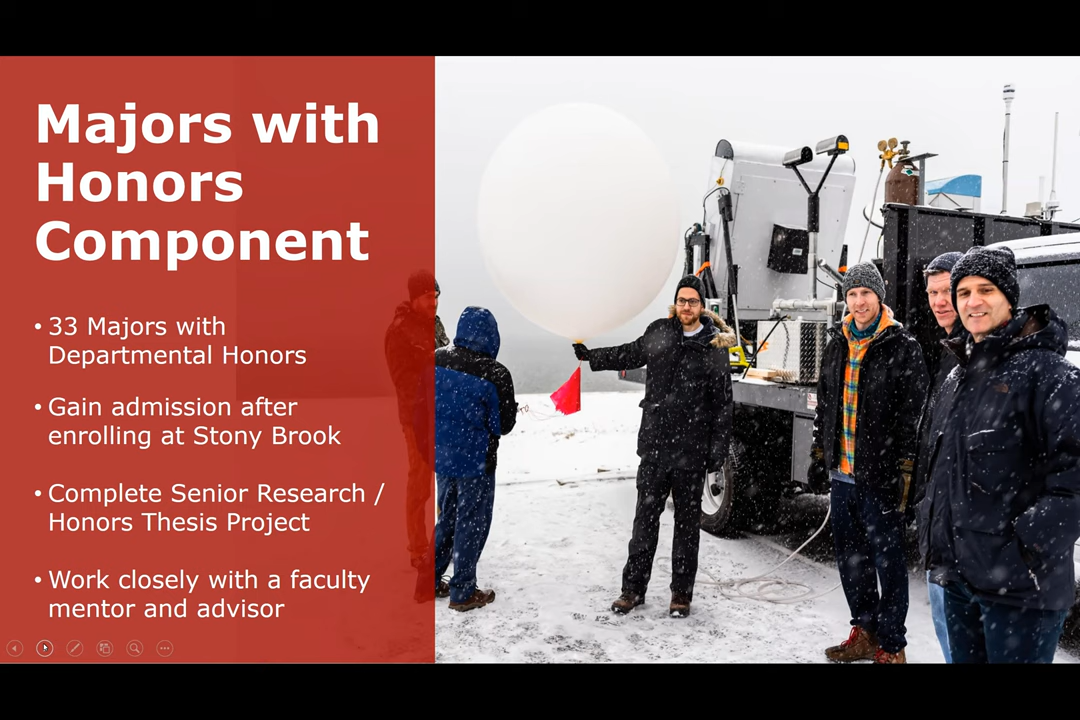 Majors with
Honors
Component
• 33 Majors with
Departmental Honors
• Gain admission after
enrolling at Stony Brook
• Complete Senior Research /
Honors Thesis Project
• Work closely with a faculty
mentor and advisor